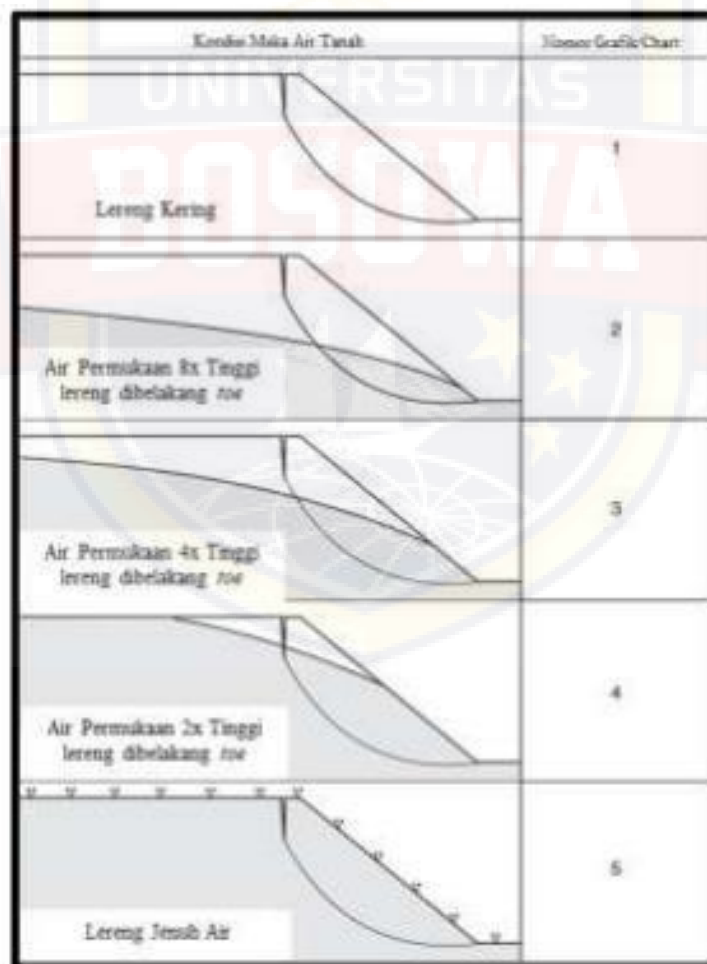 Kondisi Muka Air Tanah
Nomor Grafik/Chart
UNIVERSITAS
BOSOWA
Lereng Kering
1
Air Permukaan 8x Tinggi
lereng dibelakang toe
2
Air Permukaan 4x Tinggi
lereng dibelakang toe
3
Air Permukaan 2x Tinggi
lereng dibelakang toe
4
Lereng Jenuh Air
5